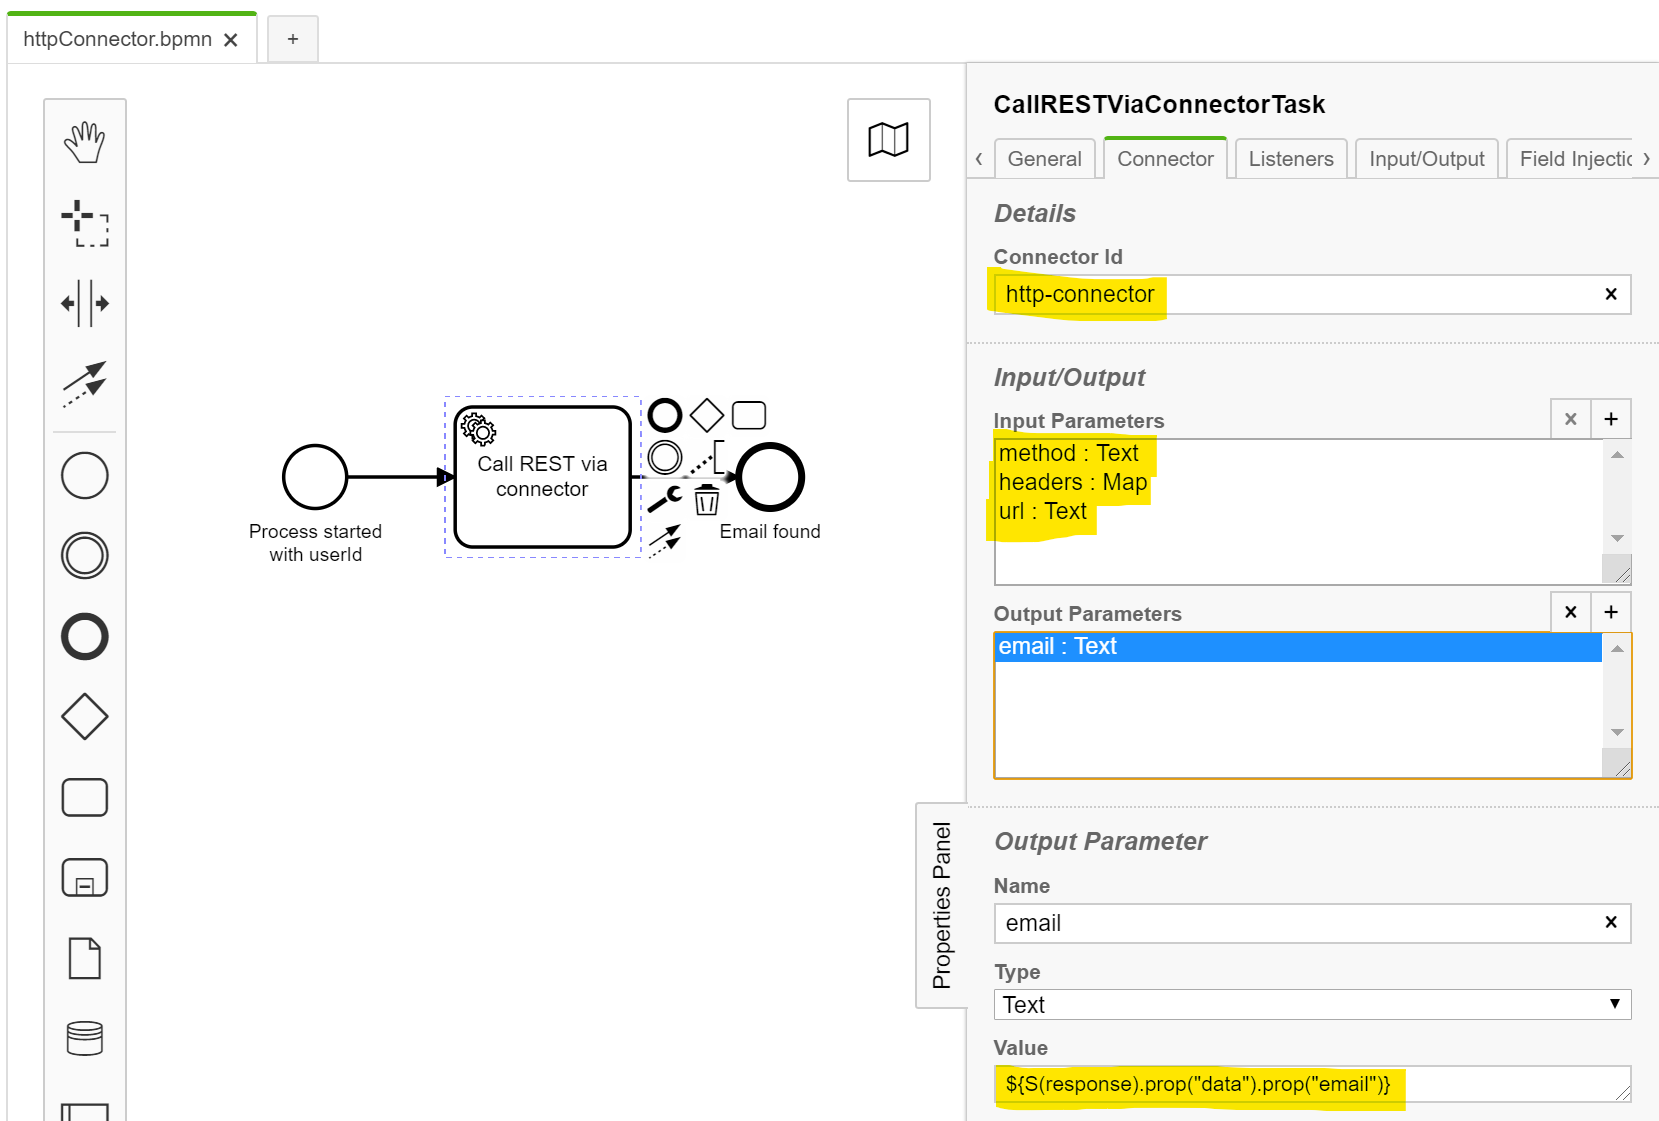 httpConnector.bpmn
+
Process started
with userId
Call REST via
connector
Email found
Properties Panel
CallRESTViaConnectorTask
General
Connector
Listeners
Input/Output
Field Injectic
Details
Connector Id
http-connector
Input/Output
Input Parameters
method : Text
headers : Map
url : Text
Output Parameters
email : Text
Output Parameter
Name
email
Type
Text
Value
${S(response).prop("data").prop("email")}